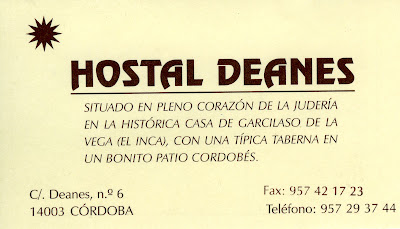 HOSTAL DEANES
SITUADO EN PLENO CORAZÓN DE LA JUDERÍA
EN LA HISTÓRICA CASA DE GARCILASO DE LA
VEGA (EL INCA), CON UNA TÍPICA TABERNA EN
UN BONITO PATIO CORDOBÉS.
C/. Deanes, n.º 6
14003 CÓRDOBA
Fax: 957 42 17 23
Teléfono: 957 29 37 44